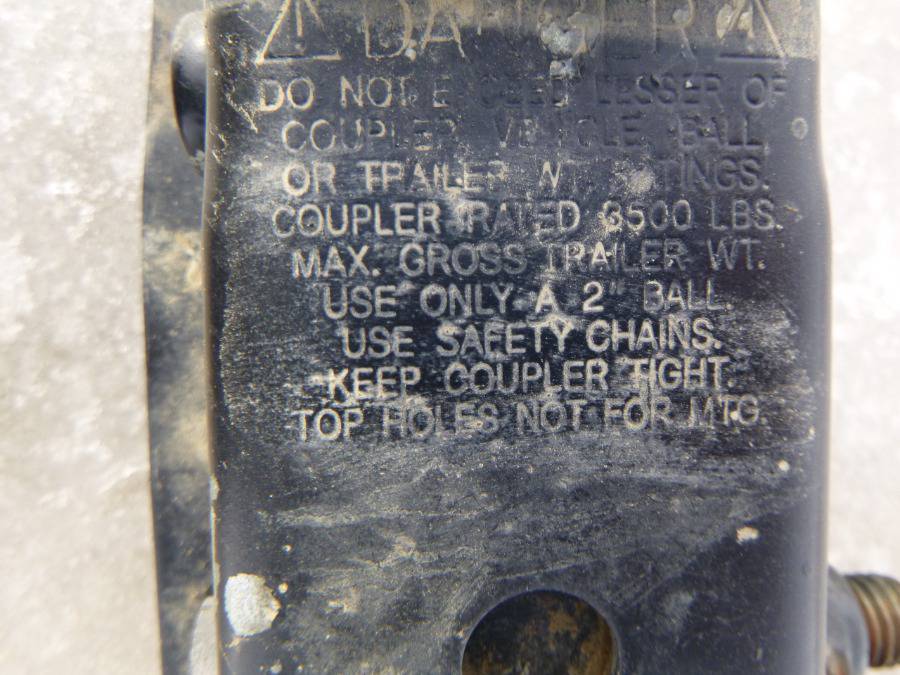 DANGER
DO NOT EXCEED LESSER OF
COUPLER, VEHICLE, BALL,
OR TRAILER WT. RATINGS.
COUPLER RATED 3500 LBS.
MAX. GROSS TRAILER WT.
USE ONLY A 2" BALL.
USE SAFETY CHAINS.
KEEP COUPLER TIGHT.
TOP HOLES NOT FOR MTG.